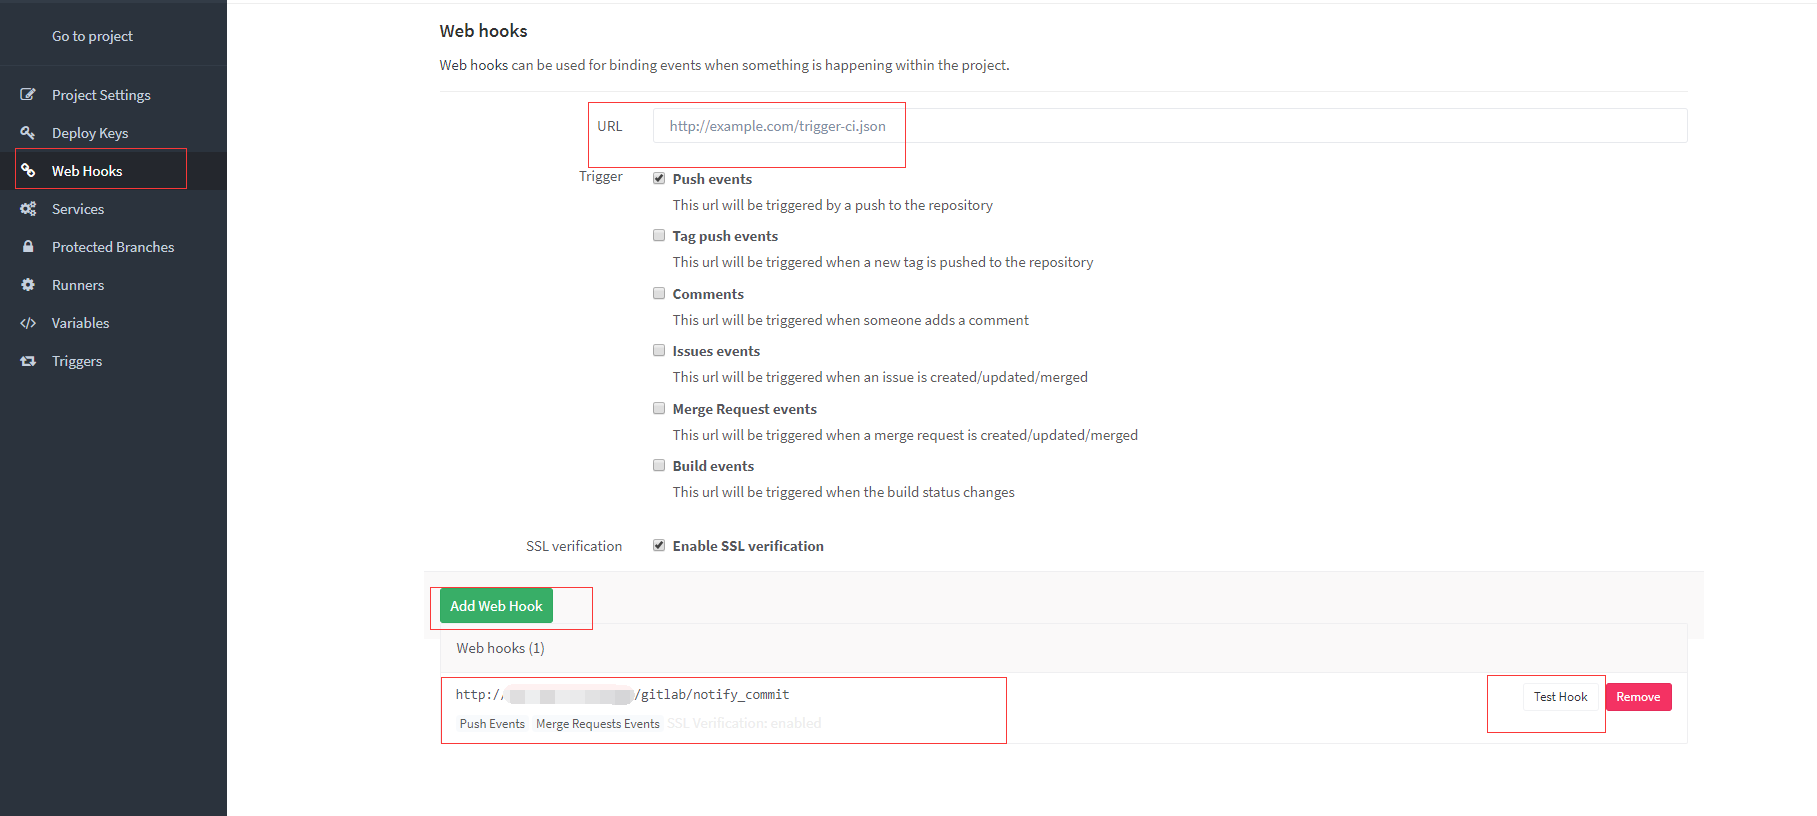 Go to project
Project Settings
Deploy Keys
Web Hooks
Services
Protected Branches
Runners
Variables
Triggers
Web hooks
Web hooks can be used for binding events when something is happening within the project.
URL
http://example.com/trigger-ci.json
Trigger
Push events
This url will be triggered by a push to the repository
Tag push events
This url will be triggered when a new tag is pushed to the repository
Comments
This url will be triggered when someone adds a comment
Issues events
This url will be triggered when an issue is created/updated/merged
Merge Request events
This url will be triggered when a merge request is created/updated/merged
Build events
This url will be triggered when the build status changes
SSL verification
Enable SSL verification
Add Web Hook
Web hooks (1)
http:/ /gitlab/notify_commit
Test Hook
Remove
Push Events Merge Requests Events SSL Verification: enabled